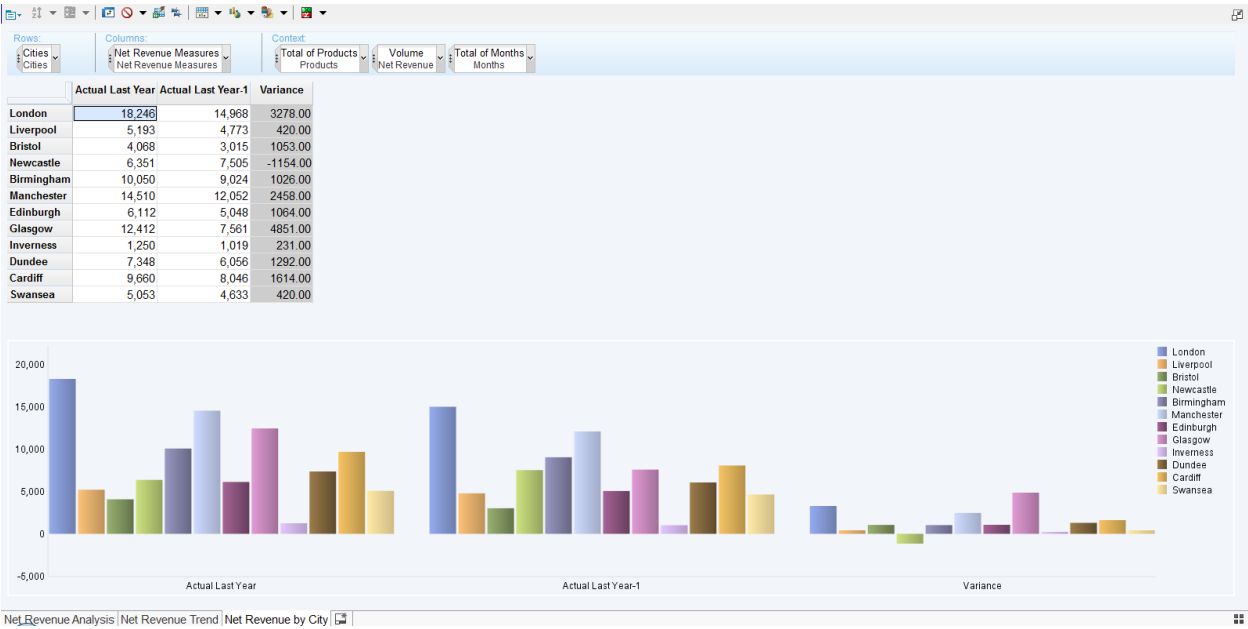 Rows: Columns: Context:
Cities Net Revenue Measures Total of Products Volume Total of Months
Cities Net Revenue Measures Products Net Revenue Months
Actual Last Year Actual Last Year-1 Variance
London 18,246 14,968 3278.00
Liverpool 5,193 4,773 420.00
Bristol 4,068 3,015 1053.00
Newcastle 6,351 7,505 -1154.00
Birmingham 10,050 9,024 1026.00
Manchester 14,510 12,052 2458.00
Edinburgh 6,112 5,048 1064.00
Glasgow 12,412 7,561 4851.00
Inverness 1,250 1,019 231.00
Dundee 7,348 6,056 1292.00
Cardiff 9,660 8,046 1614.00
Swansea 5,053 4,633 420.00
20,000
15,000
10,000
5,000
0
-5,000
Actual Last Year Actual Last Year-1 Variance
London
Liverpool
Bristol
Newcastle
Birmingham
Manchester
Edinburgh
Glasgow
Inverness
Dundee
Cardiff
Swansea
Net Revenue Analysis Net Revenue Trend Net Revenue by City